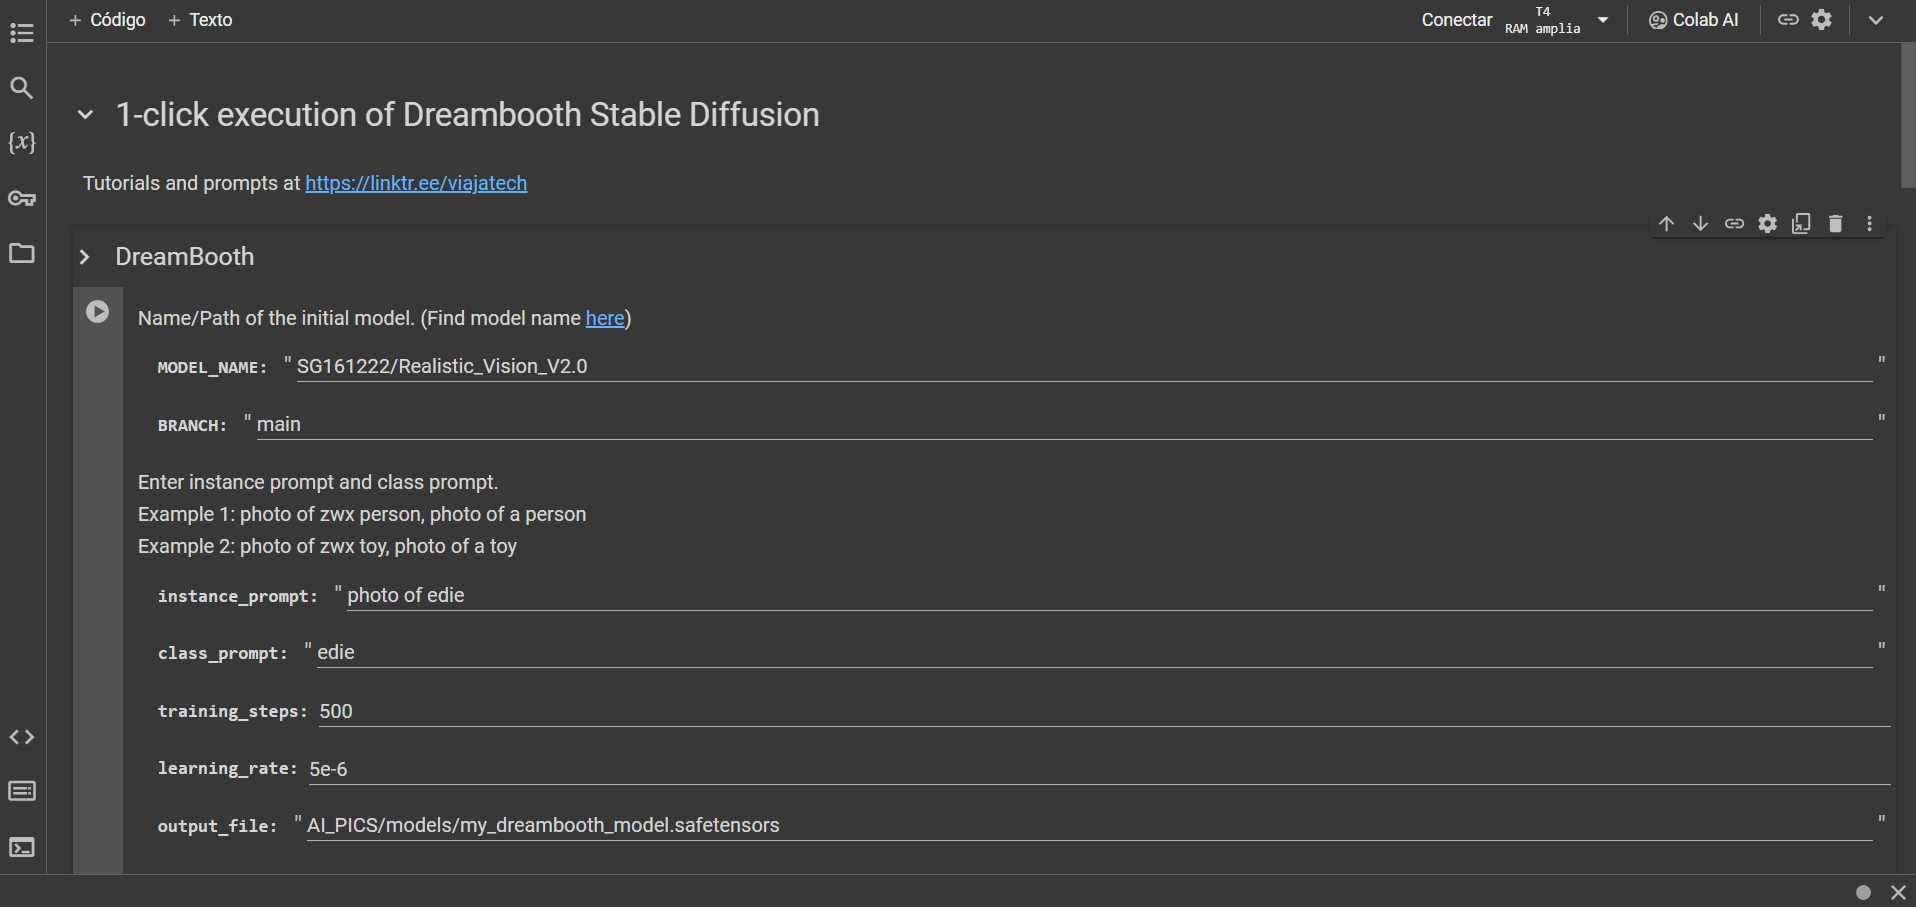 + Código + Texto
Conectar T4 RAM amplia Colab AI
1-click execution of Dreambooth Stable Diffusion
{x}
Tutorials and prompts at https://linktr.ee/viajatech
DreamBooth
Name/Path of the initial model. (Find model name here)
MODEL_NAME: " SG161222/Realistic_Vision_V2.0 "
BRANCH: " main "
Enter instance prompt and class prompt.
Example 1: photo of zwx person, photo of a person
Example 2: photo of zwx toy, photo of a toy
instance_prompt: " photo of edie "
class_prompt: " edie "
training_steps: 500
learning_rate: 5e-6
output_file: " AI_PICS/models/my_dreambooth_model.safetensors "